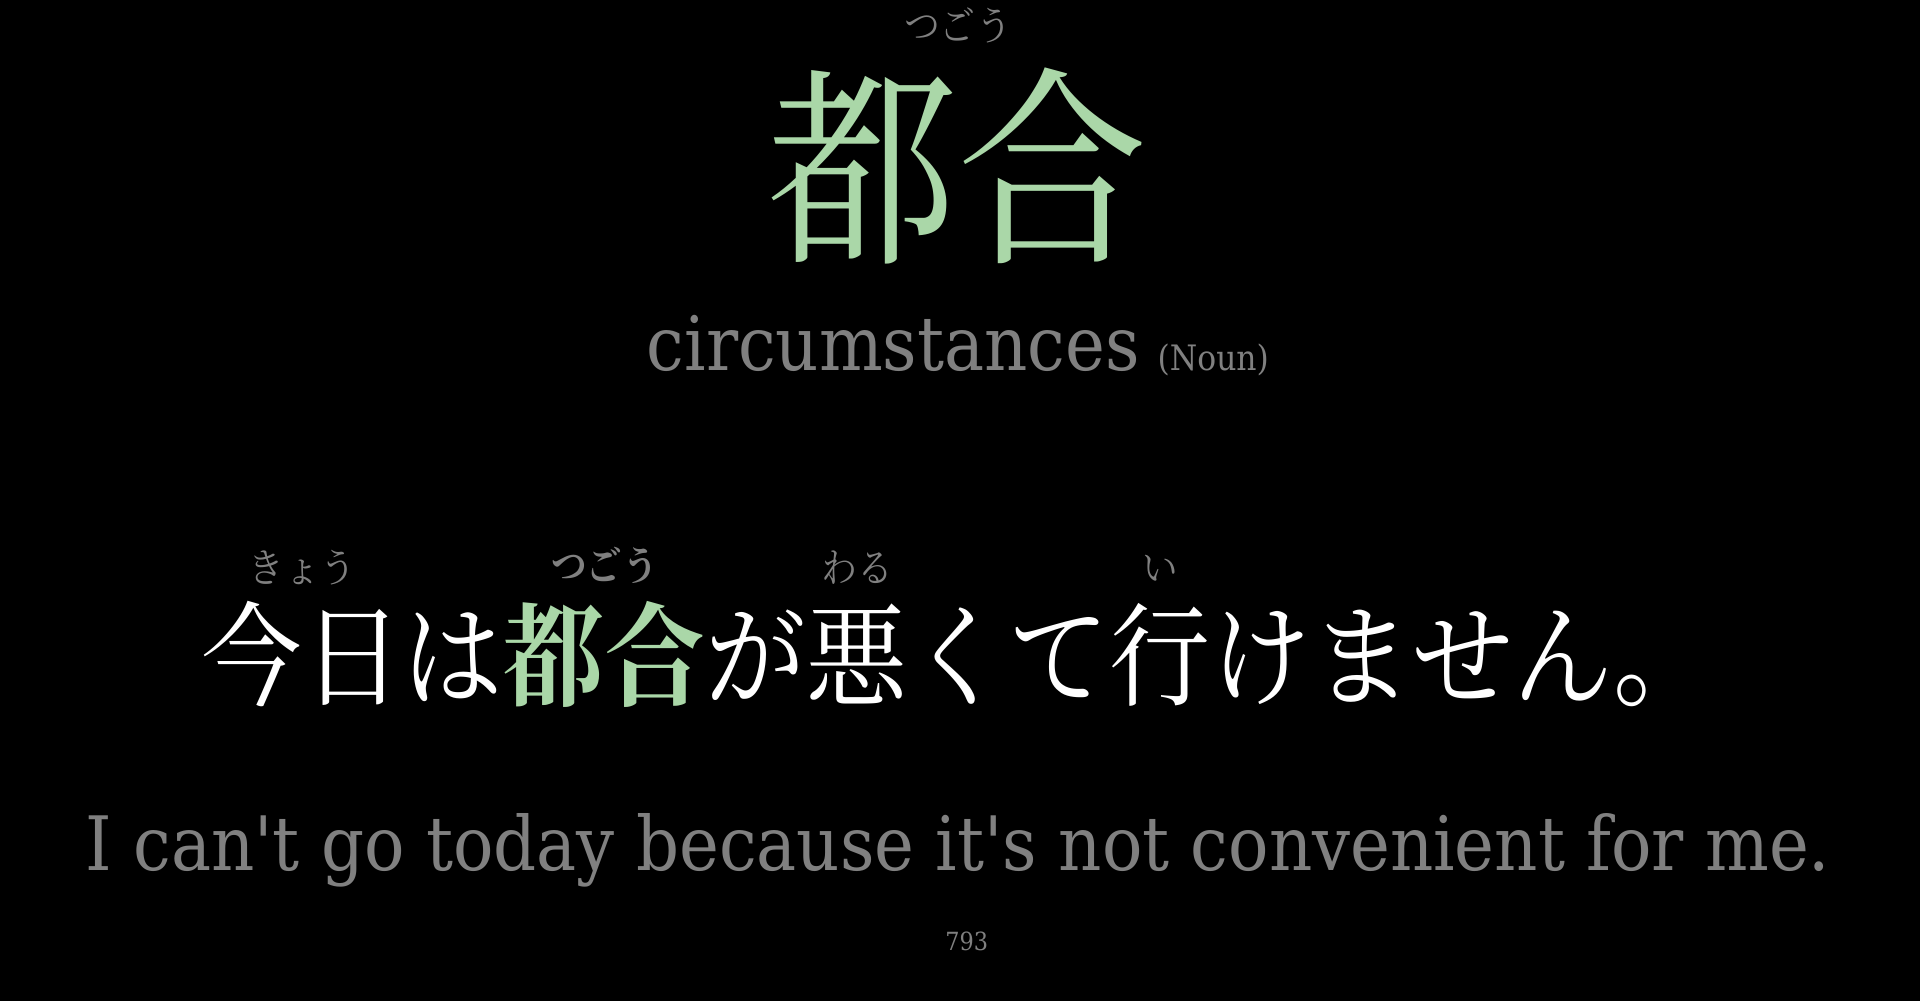 つごう
都合
circumstances (Noun)
きょう つごう わる い
今日は都合が悪くて行けません。
I can't go today because it's not convenient for me.
793